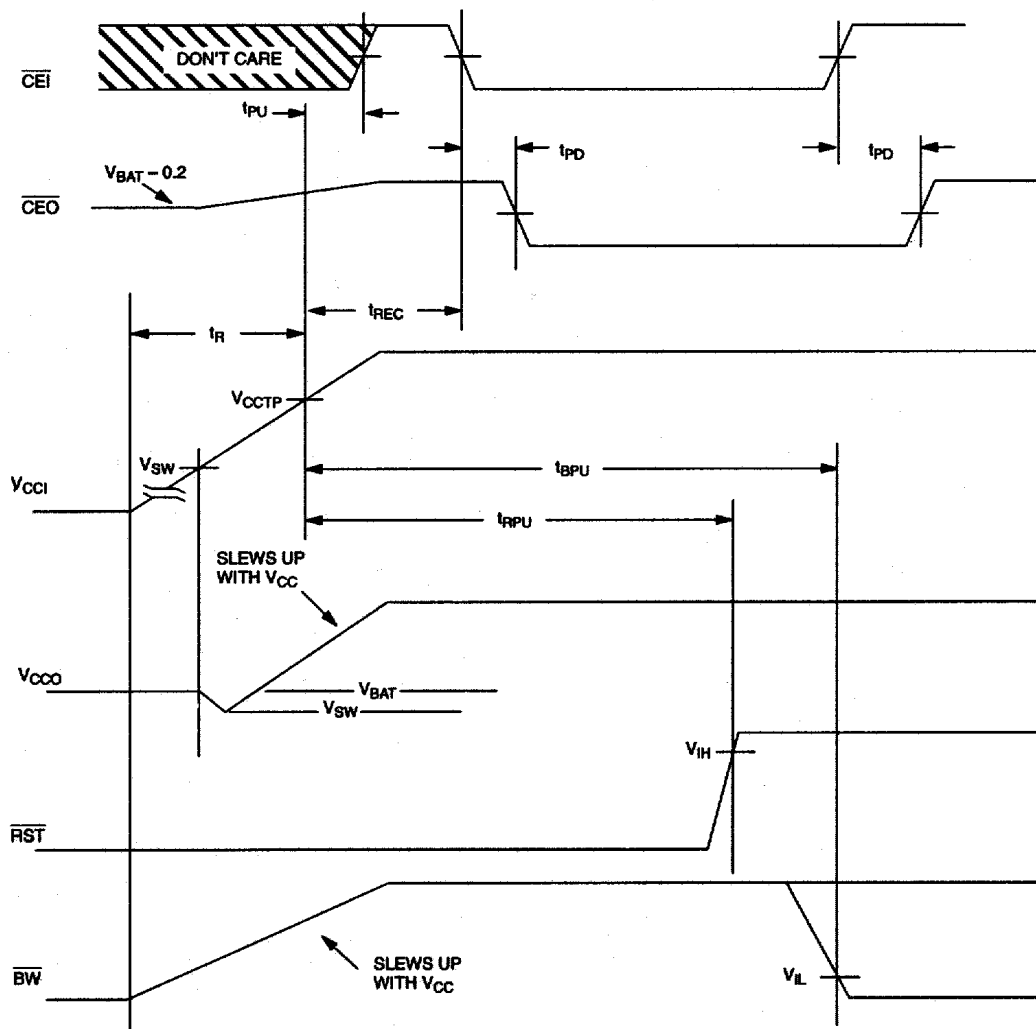 DON'T CARE
CEI
tPU
tPD
tPD
VBAT – 0.2
CEO
tREC
tR
VCCTP
VSW
tBPU
VCCI
tRPU
SLEWS UP
WITH VCC
VCCO
VBAT
VSW
VIH
RST
SLEWS UP
WITH VCC
BW
VIL